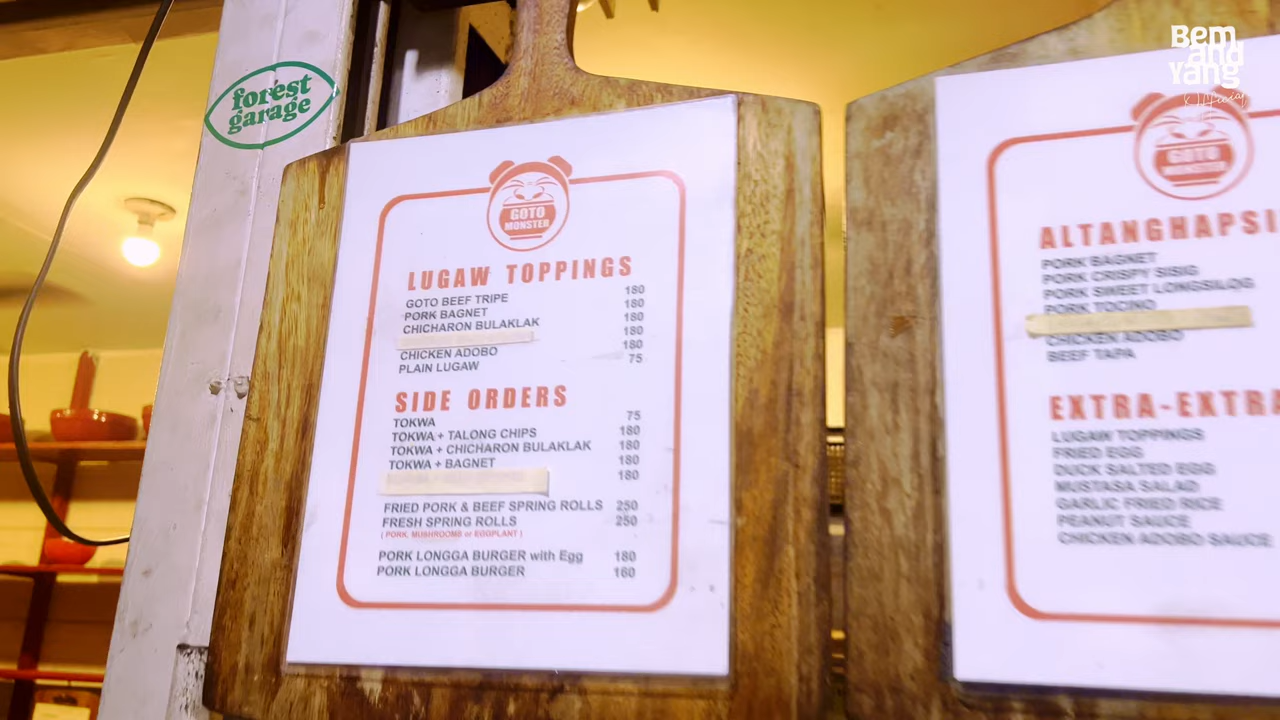 Bem
and
Yang
forest
garage
GOTO
MONSTER
LUGAW TOPPINGS
GOTO BEEF TRIPE 180
PORK BAGNET 180
CHICHARON BULAKLAK 180
180
CHICKEN ADOBO 180
PLAIN LUGAW 75
SIDE ORDERS
TOKWA 75
TOKWA + TALONG CHIPS 180
TOKWA + CHICHARON BULAKLAK 180
TOKWA + BAGNET 180
180
FRIED PORK & BEEF SPRING ROLLS 250
FRESH SPRING ROLLS 250
( PORK, MUSHROOMS or EGGPLANT )
PORK LONGGA BURGER with Egg 180
PORK LONGGA BURGER 160
GOTO
MONSTER
ALTANGHAPSI
PORK BAGNET
PORK CRISPY SISIG
PORK SWEET LONGSILOG
PORK TOCINO
CHICKEN ADOBO
BEEF TAPA
EXTRA-EXTRA
LUGAW TOPPINGS
FRIED EGG
DUCK SALTED EGG
MUSTASA SALAD
GARLIC FRIED RICE
PEANUT SAUCE
CHICKEN ADOBO SAUCE